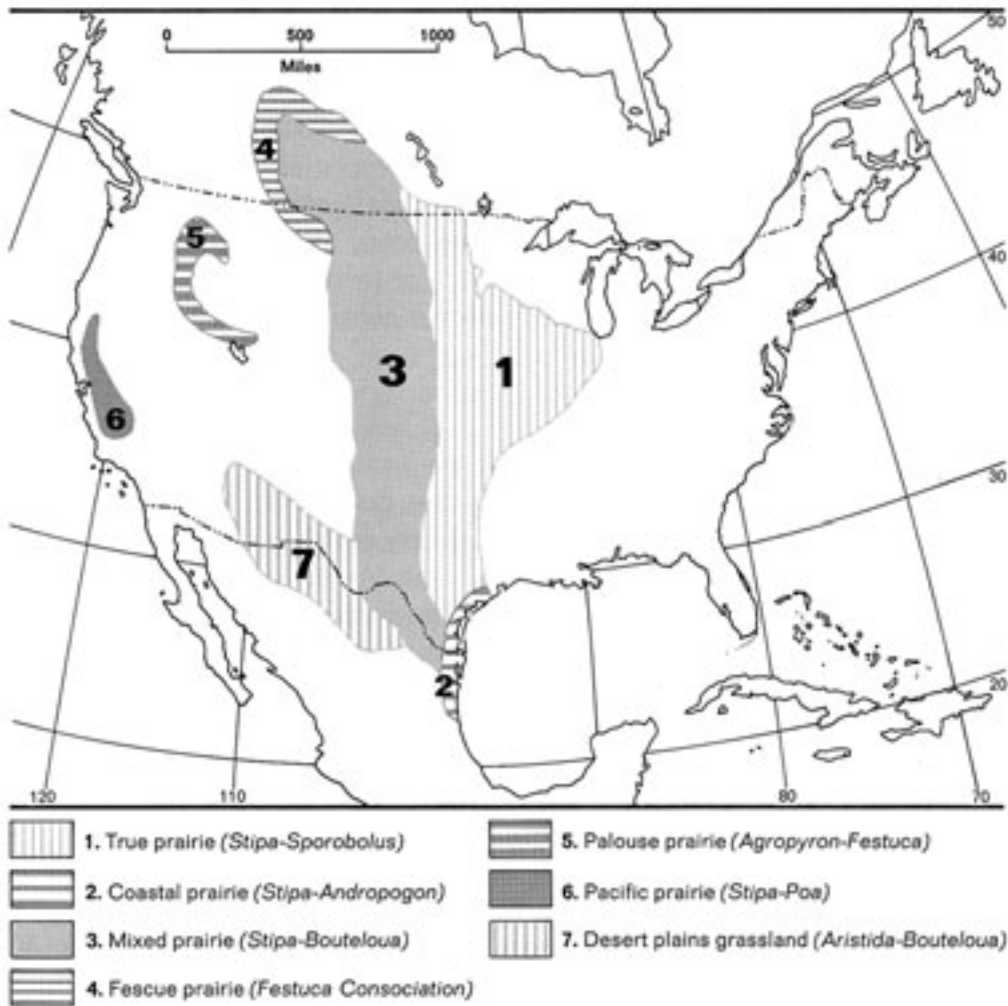 0 500 1000
Miles
50
4
5
40
3 1
6
30
7
2
20
120 110 80 70
1. True prairie (Stipa-Sporobolus)
2. Coastal prairie (Stipa-Andropogon)
3. Mixed prairie (Stipa-Bouteloua)
4. Fescue prairie (Festuca Consociation)
5. Palouse prairie (Agropyron-Festuca)
6. Pacific prairie (Stipa-Poa)
7. Desert plains grassland (Aristida-Bouteloua)